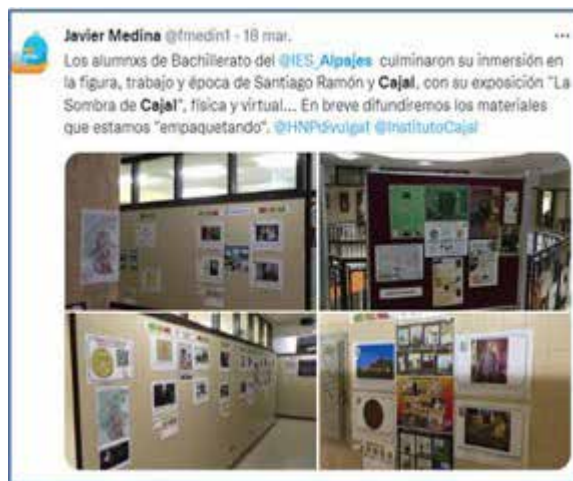 Javier Medina @fmedin1 - 18 mar.
Los alumnxs de Bachillerato del @IES_Alpajes culminaron su inmersión en
la figura, trabajo y época de Santiago Ramón y Cajal, con su exposición "La
Sombra de Cajal", física y virtual... En breve difundiremos los materiales
que estamos "empaquetando". @HNPdivulga1 @InstitutoCajal